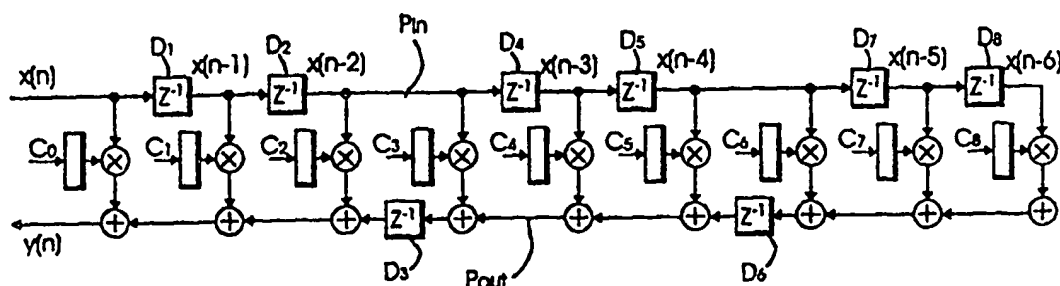 Pin
D1 D2 D4 D5 D7 D8
x(n) x(n-1) x(n-2) x(n-3) x(n-4) x(n-5) x(n-6)
Z-1 Z-1 Z-1 Z-1 Z-1 Z-1
C0 C1 C2 C3 C4 C5 C6 C7 C8
Z-1 Z-1
y(n)
D3 Pout D6